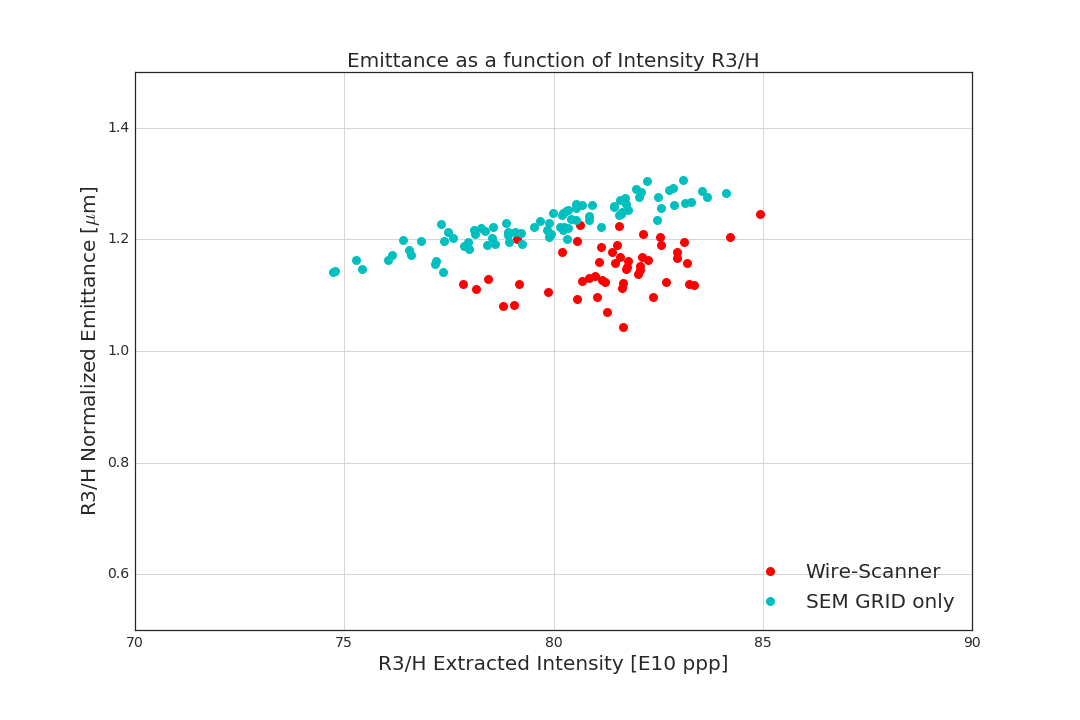 Emittance as a function of Intensity R3/H
R3/H Normalized Emittance [μm]
1.4
1.2
1.0
0.8
0.6
70
75
80
85
90
R3/H Extracted Intensity [E10 ppp]
Wire-Scanner
SEM GRID only